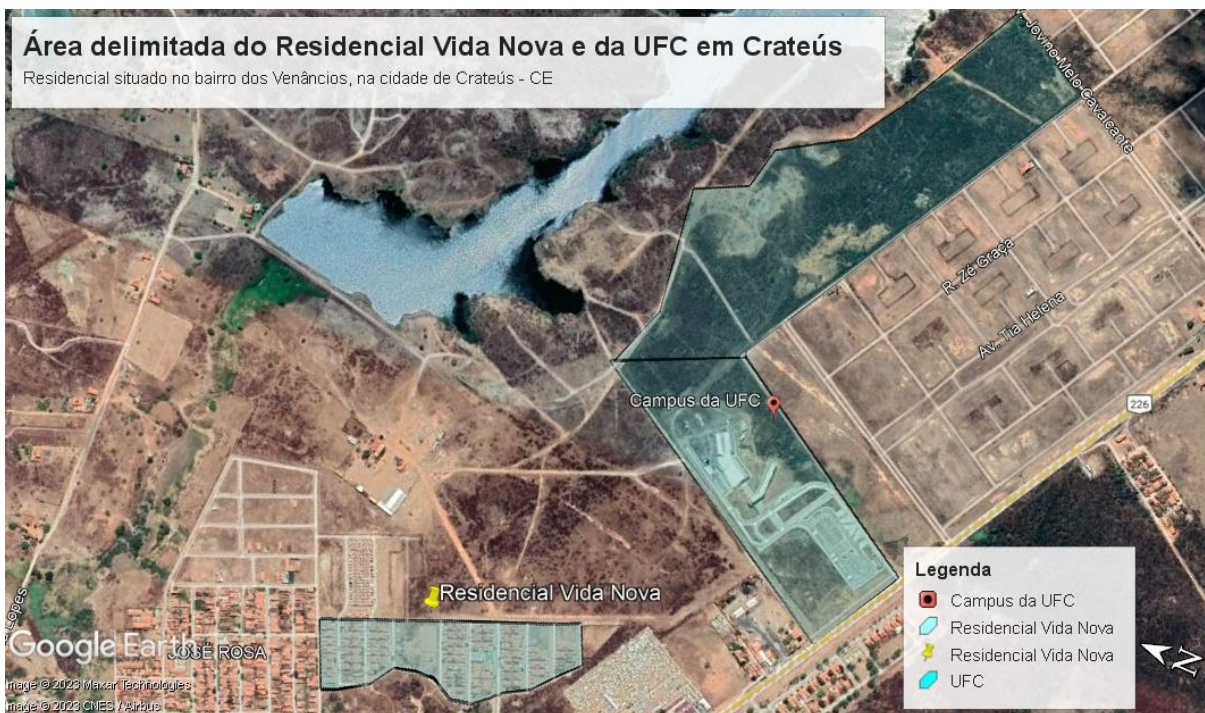 Área delimitada do Residencial Vida Nova e da UFC em Crateús
Residencial situado no bairro dos Venâncios, na cidade de Crateús - CE
Jovino Melo Cavalcante
R. Zé Graça
Av. Tia Helena
226
Campus da UFC
Residencial Vida Nova
JOSÉ ROSA
Lopes
Google Earth
Image © 2023 Maxar Technologies
Image © 2023 CNES / Airbus
Legenda
Campus da UFC
Residencial Vida Nova
Residencial Vida Nova
UFC
N